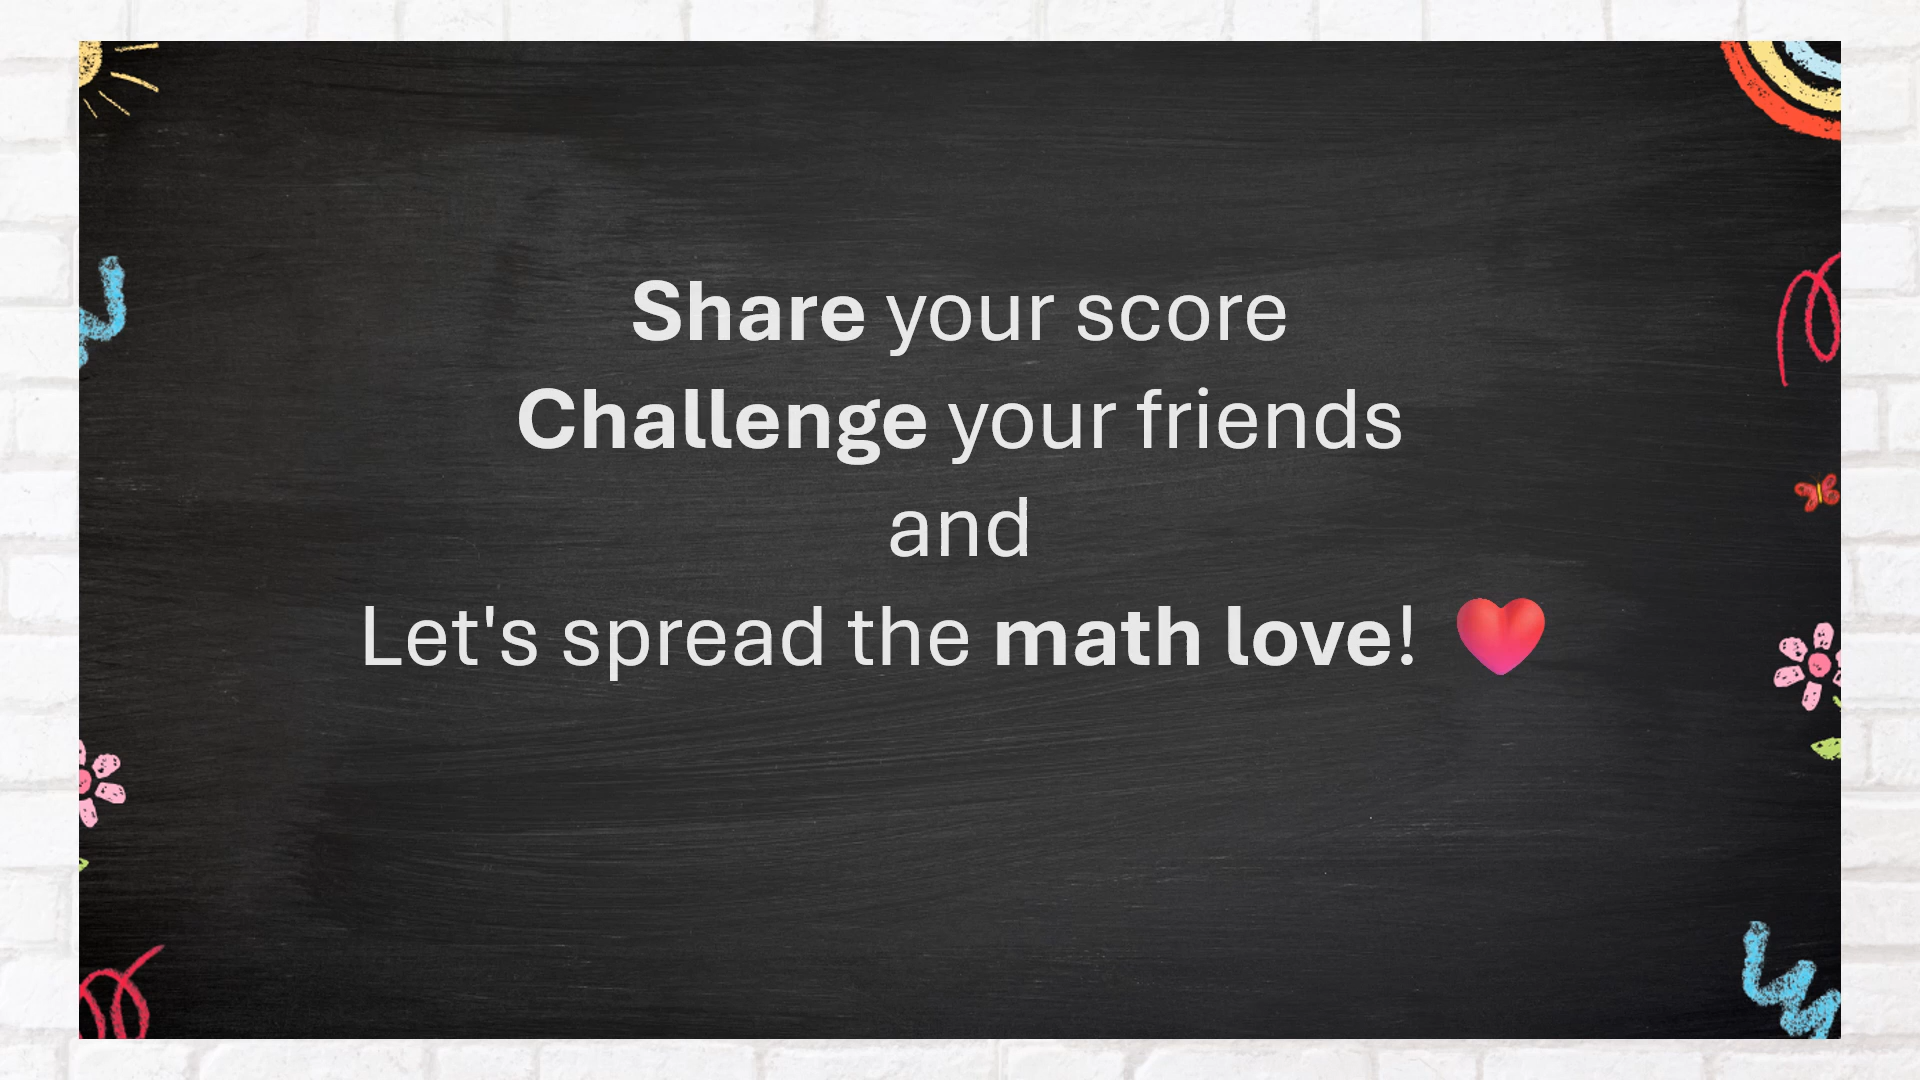 Share your score
Challenge your friends
and
Let's spread the math love! ❤️